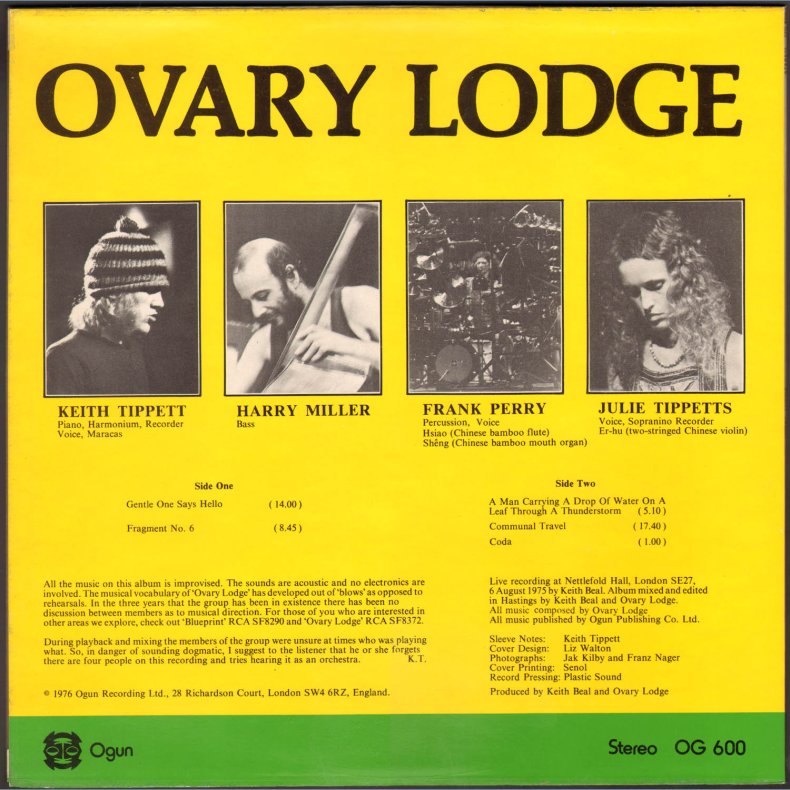 OVARY LODGE
KEITH TIPPETT
Piano, Harmonium, Recorder
Voice, Maracas
HARRY MILLER
Bass
FRANK PERRY
Percussion, Voice
Hsiao (Chinese bamboo flute)
Shêng (Chinese bamboo mouth organ)
JULIE TIPPETTS
Voice, Sopranino Recorder
Er-hu (two-stringed Chinese violin)
Side One
Gentle One Says Hello (14.00)
Fragment No. 6 (8.45)
Side Two
A Man Carrying A Drop Of Water On A
Leaf Through A Thunderstorm (5.10)
Communal Travel (17.40)
Coda (1.00)
All the music on this album is improvised. The sounds are acoustic and no electronics are
involved. The musical vocabulary of 'Ovary Lodge' has developed out of 'blows' as opposed to
rehearsals. In the three years that the group has been in existence there has been no
discussion between members as to musical direction. For those of you who are interested in
other areas we explore, check out 'Blueprint' RCA SF8290 and 'Ovary Lodge' RCA SF8372.
During playback and mixing the members of the group were unsure at times who was playing
what. So, in danger of sounding dogmatic, I suggest to the listener that he or she forgets
there are four people on this recording and tries hearing it as an orchestra. K.T.
℗ 1976 Ogun Recording Ltd., 28 Richardson Court, London SW4 6RZ, England.
Live recording at Nettlefold Hall, London SE27,
6 August 1975 by Keith Beal. Album mixed and edited
in Hastings by Keith Beal and Ovary Lodge.
All music composed by Ovary Lodge
All music published by Ogun Publishing Co. Ltd.
Sleeve Notes: Keith Tippett
Cover Design: Liz Walton
Photographs: Jak Kilby and Franz Nager
Cover Printing: Senol
Record Pressing: Plastic Sound
Produced by Keith Beal and Ovary Lodge
Ogun
Stereo OG 600